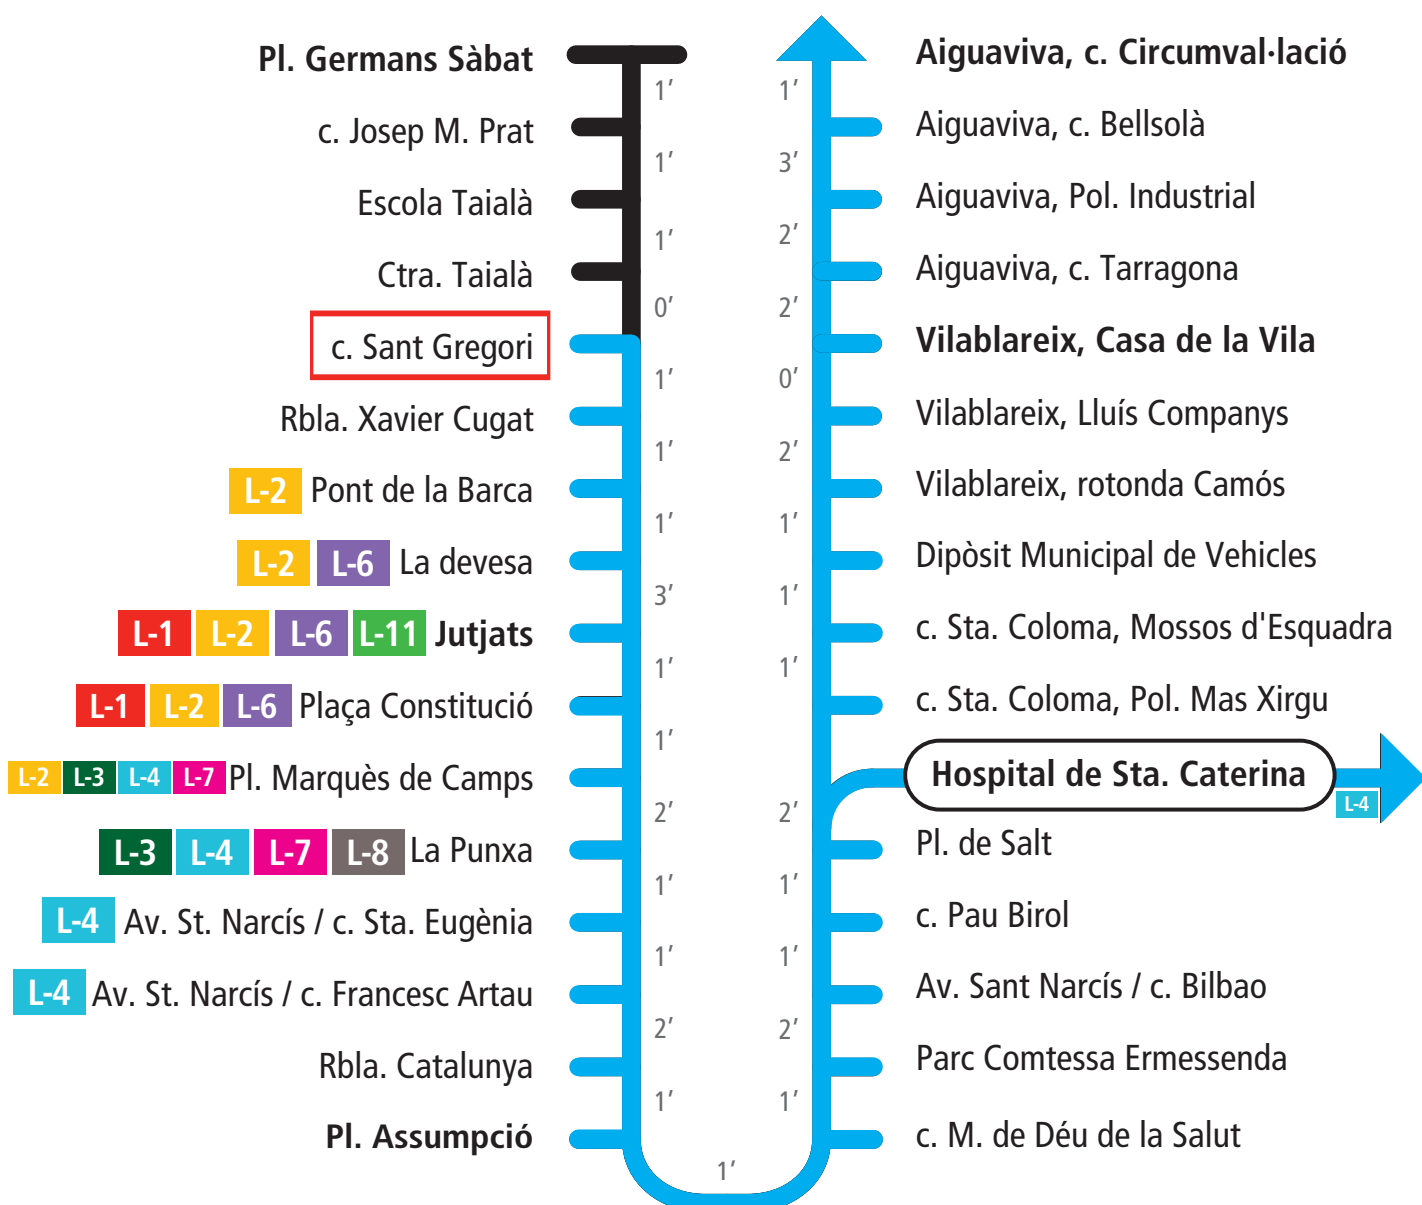 Pl. Germans Sàbat
1’
c. Josep M. Prat
1’
Escola Taialà
1’
Ctra. Taialà
0’
c. Sant Gregori
1’
Rbla. Xavier Cugat
1’
L-2 Pont de la Barca
1’
L-2 L-6 La devesa
3’
L-1 L-2 L-6 L-11 Jutjats
1’
L-1 L-2 L-6 Plaça Constitució
1’
L-2 L-3 L-4 L-7 Pl. Marquès de Camps
2’
L-3 L-4 L-7 L-8 La Punxa
1’
L-4 Av. St. Narcís / c. Sta. Eugènia
1’
L-4 Av. St. Narcís / c. Francesc Artau
2’
Rbla. Catalunya
1’
Pl. Assumpció
1’
Aiguaviva, c. Circumval·lació
1’
Aiguaviva, c. Bellsolà
3’
Aiguaviva, Pol. Industrial
2’
Aiguaviva, c. Tarragona
2’
Vilablareix, Casa de la Vila
0’
Vilablareix, Lluís Companys
2’
Vilablareix, rotonda Camós
1’
Dipòsit Municipal de Vehicles
1’
c. Sta. Coloma, Mossos d'Esquadra
1’
c. Sta. Coloma, Pol. Mas Xirgu
Hospital de Sta. Caterina
L-4
2’
Pl. de Salt
1’
c. Pau Birol
1’
Av. Sant Narcís / c. Bilbao
2’
Parc Comtessa Ermessenda
1’
c. M. de Déu de la Salut